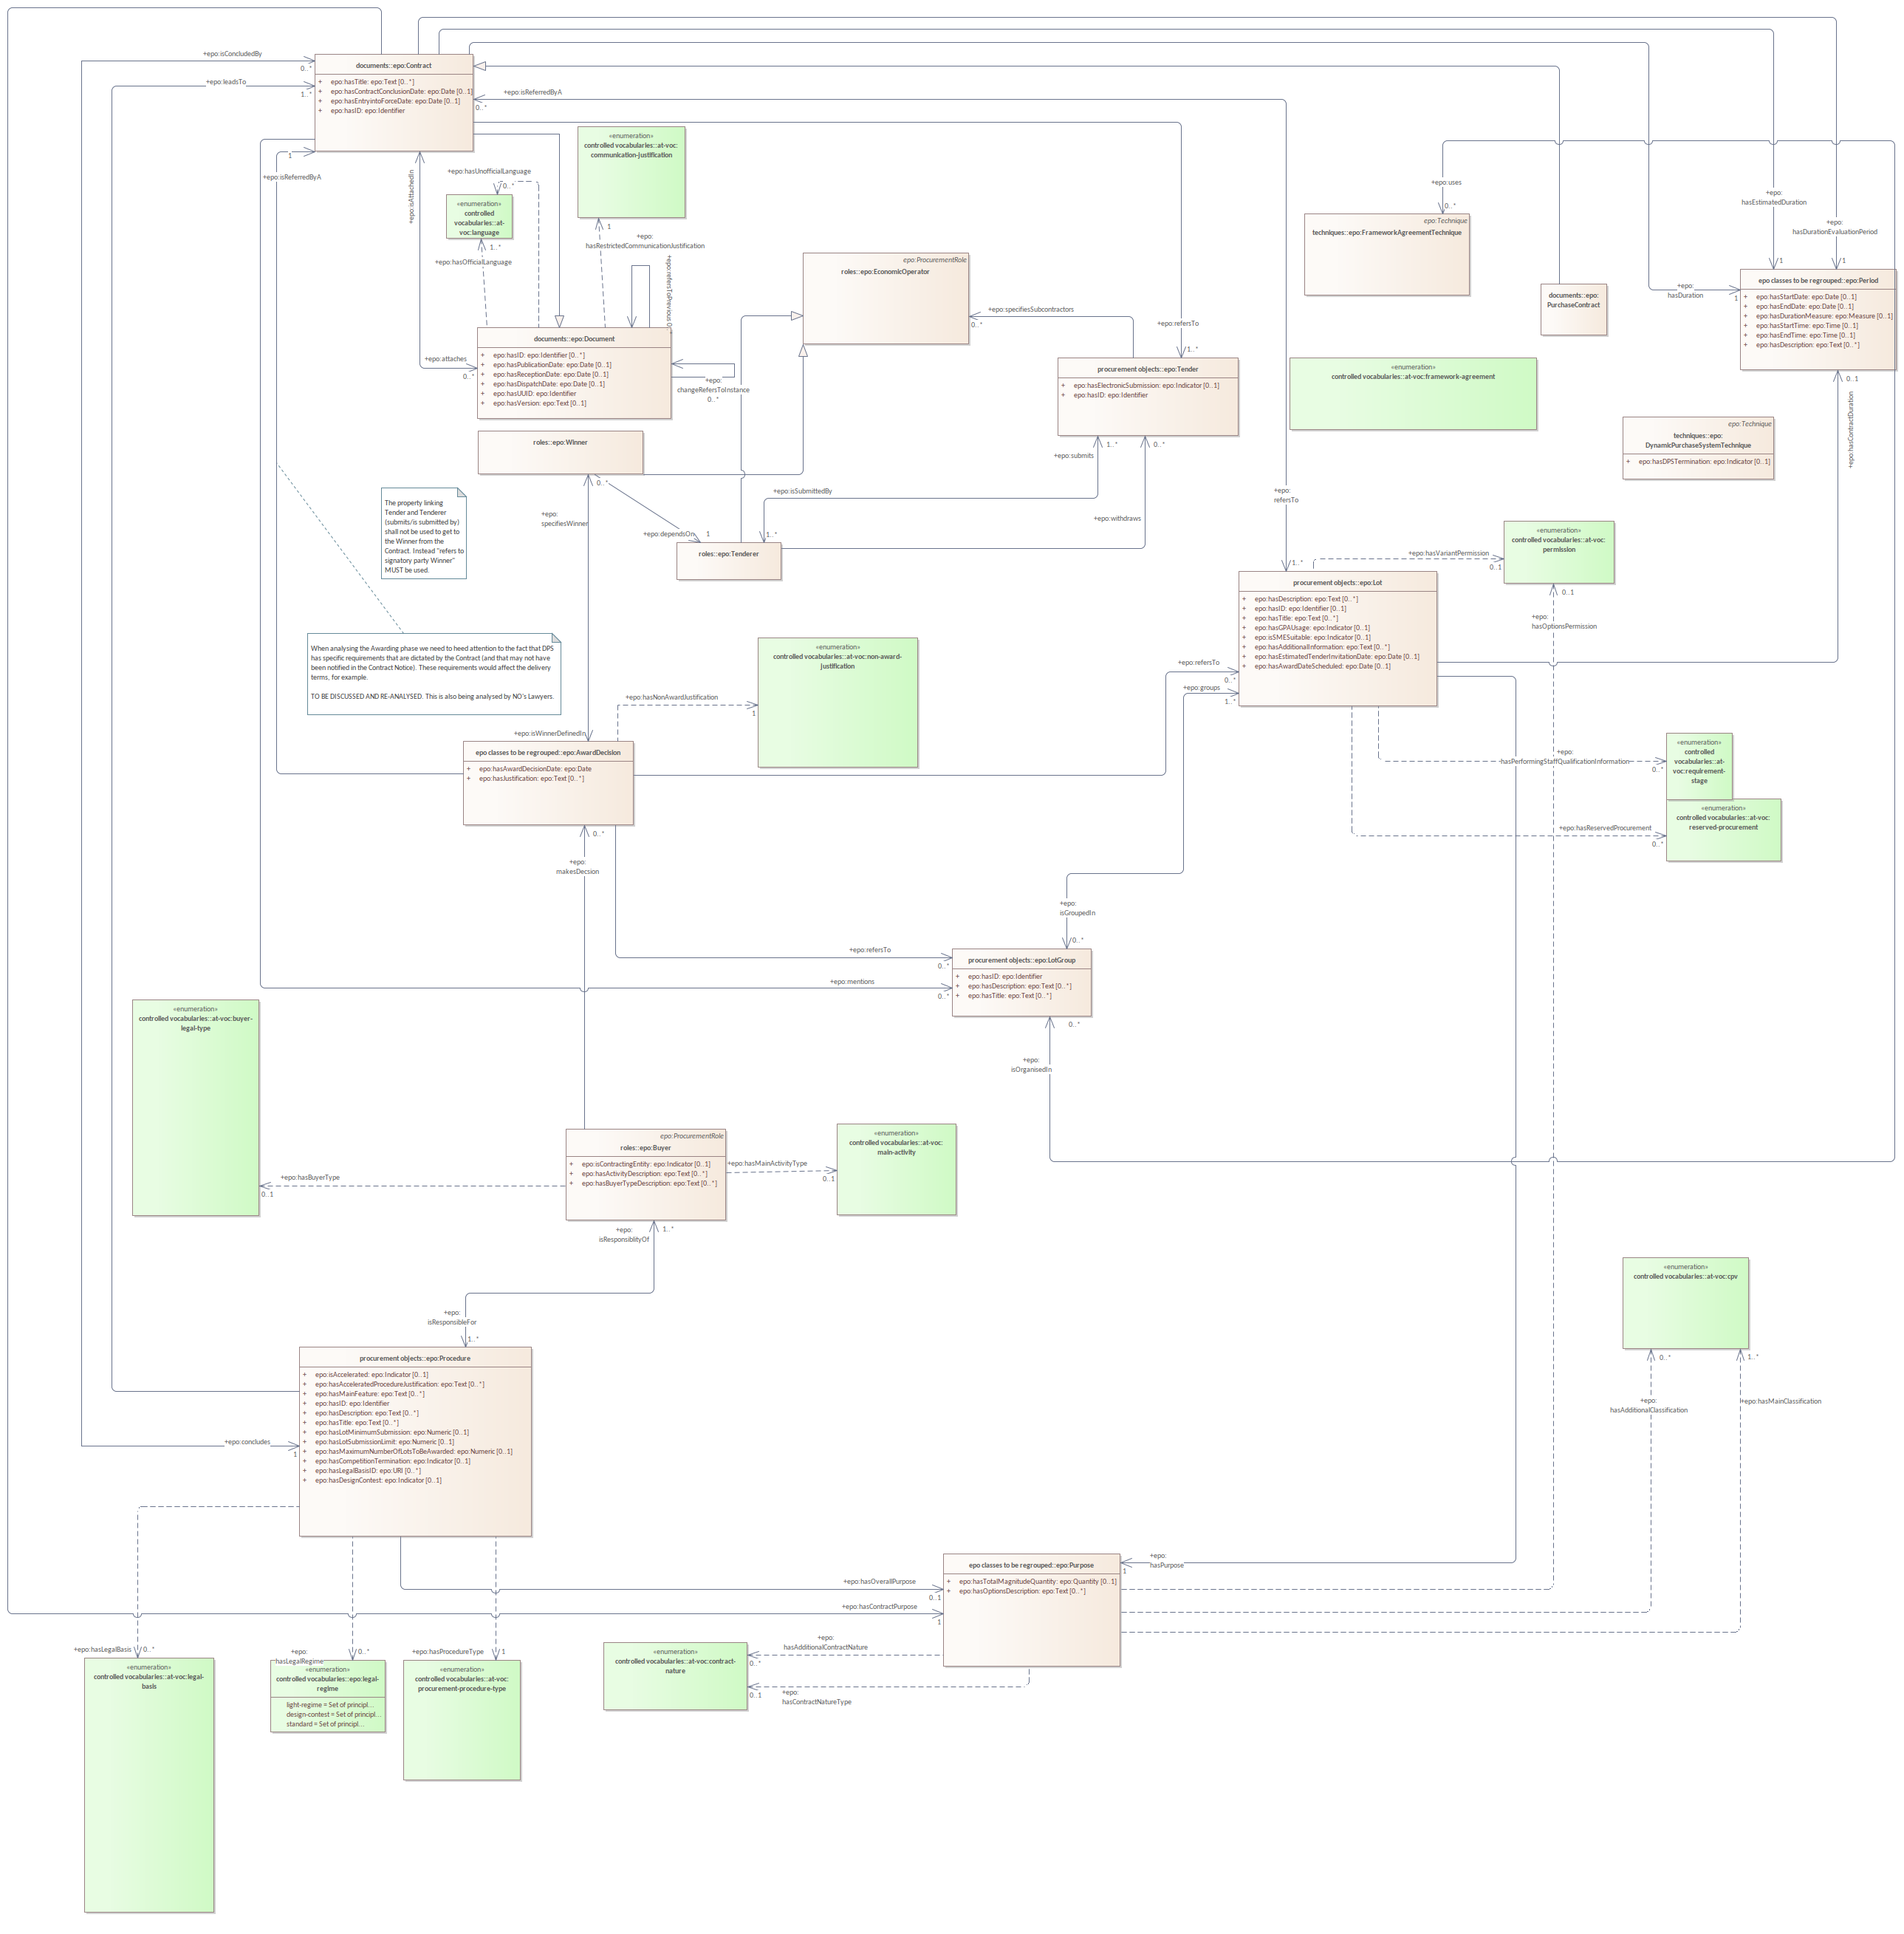 +epo:isConcludedBy
0..*
documents::epo:Contract
+ epo:hasTitle: epo:Text [0..*]
+ epo:hasContractConclusionDate: epo:Date [0..1]
+ epo:hasEntryintoForceDate: epo:Date [0..1]
+ epo:hasID: epo:Identifier
+epo:leadsTo
1..*
+epo:isReferredByA
0..*
1
+epo:isReferredByA
«enumeration»
controlled vocabularies::at-voc:
communication-justification
+epo:hasUnofficialLanguage
0..*
+epo:isAttachedIn
«enumeration»
controlled
vocabularies::at-
voc:language
1..*
+epo:hasOfficialLanguage
1
+epo:
hasRestrictedCommunicationJustification
+epo:refersToPrevious 0..*
+epo:uses
0..*
epo:Technique
techniques::epo:FrameworkAgreementTechnique
+epo:
hasEstimatedDuration
1
+epo:
hasDurationEvaluationPeriod
1
epo:ProcurementRole
roles::epo:EconomicOperator
documents::epo:
PurchaseContract
+epo:
hasDuration
1
epo classes to be regrouped::epo:Period
+ epo:hasStartDate: epo:Date [0..1]
+ epo:hasEndDate: epo:Date [0..1]
+ epo:hasDurationMeasure: epo:Measure [0..1]
+ epo:hasStartTime: epo:Time [0..1]
+ epo:hasEndTime: epo:Time [0..1]
+ epo:hasDescription: epo:Text [0..*]
0..1
+epo:hasContractDuration
+epo:specifiesSubcontractors
0..*
+epo:refersTo
1..*
documents::epo:Document
+ epo:hasID: epo:Identifier [0..*]
+ epo:hasPublicationDate: epo:Date [0..1]
+ epo:hasReceptionDate: epo:Date [0..1]
+ epo:hasDispatchDate: epo:Date [0..1]
+ epo:hasUUID: epo:Identifier
+ epo:hasVersion: epo:Text [0..1]
+epo:attaches
0..*
+epo:
changeRefersToInstance
0..*
procurement objects::epo:Tender
+ epo:hasElectronicSubmission: epo:Indicator [0..1]
+ epo:hasID: epo:Identifier
«enumeration»
controlled vocabularies::at-voc:framework-agreement
epo:Technique
techniques::epo:
DynamicPurchaseSystemTechnique
+ epo:hasDPSTermination: epo:Indicator [0..1]
roles::epo:Winner
0..*
1..*
+epo:submits
0..*
+epo:isSubmittedBy
+epo:
refersTo
+epo:withdraws
The property linking
Tender and Tenderer
(submits/is submitted by)
shall not be used to get to
the Winner from the
Contract. Instead "refers to
signatory party Winner"
MUST be used.
+epo:
specifiesWinner
+epo:dependsOn
1
1..*
roles::epo:Tenderer
«enumeration»
controlled vocabularies::at-voc:
permission
+epo:hasVariantPermission
0..1
1..*
0..1
+epo:
hasOptionsPermission
procurement objects::epo:Lot
+ epo:hasDescription: epo:Text [0..*]
+ epo:hasID: epo:Identifier [0..1]
+ epo:hasTitle: epo:Text [0..*]
+ epo:hasGPAUsage: epo:Indicator [0..1]
+ epo:isSMESuitable: epo:Indicator [0..1]
+ epo:hasAdditionalInformation: epo:Text [0..*]
+ epo:hasEstimatedTenderInvitationDate: epo:Date [0..1]
+ epo:hasAwardDateScheduled: epo:Date [0..1]
When analysing the Awarding phase we need to heed attention to the fact that DPS
has specific requirements that are dictated by the Contract (and that may not have
been notified in the Contract Notice). These requirements would affect the delivery
terms, for example.
TO BE DISCUSSED AND RE-ANALYSED. This is also being analysed by NO's Lawyers.
«enumeration»
controlled vocabularies::at-voc:non-award-
justification
+epo:refersTo
0..*
+epo:groups
1..*
+epo:hasNonAwardJustification
1
+epo:isWinnerDefinedIn
epo classes to be regrouped::epo:AwardDecision
+ epo:hasAwardDecisionDate: epo:Date
+ epo:hasJustification: epo:Text [0..*]
+epo:
hasPerformingStaffQualificationInformation
0..*
«enumeration»
controlled
vocabularies::at-
voc:requirement-
stage
«enumeration»
controlled vocabularies::at-voc:
reserved-procurement
+epo:hasReservedProcurement
0..*
0..*
+epo:
makesDecsion
+epo:
isGroupedIn
0..*
+epo:refersTo
0..*
procurement objects::epo:LotGroup
+ epo:hasID: epo:Identifier
+ epo:hasDescription: epo:Text [0..*]
+ epo:hasTitle: epo:Text [0..*]
+epo:mentions
0..*
0..*
+epo:
isOrganisedIn
«enumeration»
controlled vocabularies::at-voc:buyer-
legal-type
epo:ProcurementRole
roles::epo:Buyer
+ epo:isContractingEntity: epo:Indicator [0..1]
+ epo:hasActivityDescription: epo:Text [0..*]
+ epo:hasBuyerTypeDescription: epo:Text [0..*]
+epo:hasMainActivityType
0..1
«enumeration»
controlled vocabularies::at-voc:
main-activity
+epo:hasBuyerType
0..1
+epo:
isResponsiblityOf
1..*
+epo:
isResponsibleFor
1..*
«enumeration»
controlled vocabularies::at-voc:cpv
0..*
1..*
+epo:
hasAdditionalClassification
+epo:hasMainClassification
procurement objects::epo:Procedure
+ epo:isAccelerated: epo:Indicator [0..1]
+ epo:hasAcceleratedProcedureJustification: epo:Text [0..*]
+ epo:hasMainFeature: epo:Text [0..*]
+ epo:hasID: epo:Identifier
+ epo:hasDescription: epo:Text [0..*]
+ epo:hasTitle: epo:Text [0..*]
+ epo:hasLotMinimumSubmission: epo:Numeric [0..1]
+ epo:hasLotSubmissionLimit: epo:Numeric [0..1]
+ epo:hasMaximumNumberOfLotsToBeAwarded: epo:Numeric [0..1]
+ epo:hasCompetitionTermination: epo:Indicator [0..1]
+ epo:hasLegalBasisID: epo:URI [0..*]
+ epo:hasDesignContest: epo:Indicator [0..1]
+epo:concludes
1
+epo:
hasPurpose
1
epo classes to be regrouped::epo:Purpose
+ epo:hasTotalMagnitudeQuantity: epo:Quantity [0..1]
+ epo:hasOptionsDescription: epo:Text [0..*]
+epo:hasOverallPurpose
0..1
+epo:hasContractPurpose
1
+epo:hasLegalBasis
0..*
+epo:
hasLegalRegime
0..*
+epo:hasProcedureType
1
«enumeration»
controlled vocabularies::at-voc:legal-
basis
«enumeration»
controlled vocabularies::epo:legal-
regime
light-regime = Set of principl...
design-contest = Set of principl...
standard = Set of principl...
«enumeration»
controlled vocabularies::at-voc:
procurement-procedure-type
«enumeration»
controlled vocabularies::at-voc:contract-
nature
+epo:
hasAdditionalContractNature
0..*
0..1
+epo:
hasContractNatureType